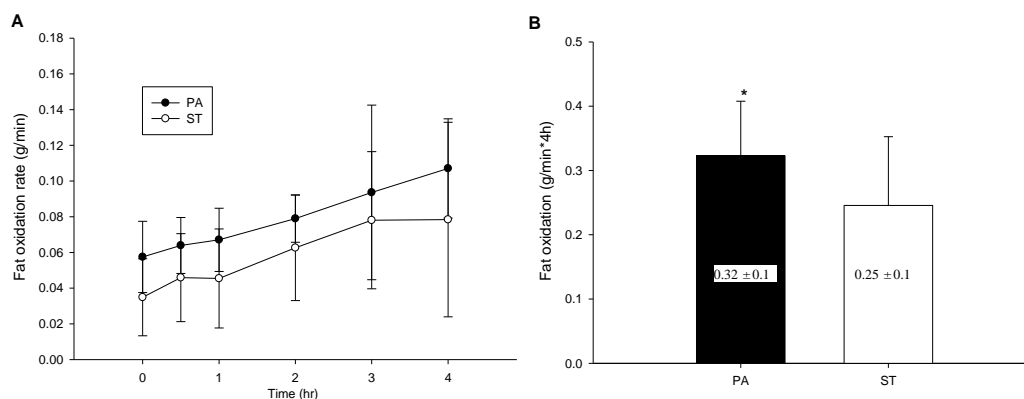 A
Fat oxidation rate (g/min)
0.18
0.16
0.14
0.12
0.10
0.08
0.06
0.04
0.02
0.00
PA
ST
0
1
2
3
4
Time (hr)
B
Fat oxidation (g/min*4h)
0.5
0.4
0.3
0.2
0.1
0.0
*
0.32 ±0.1
0.25 ±0.1
PA
ST